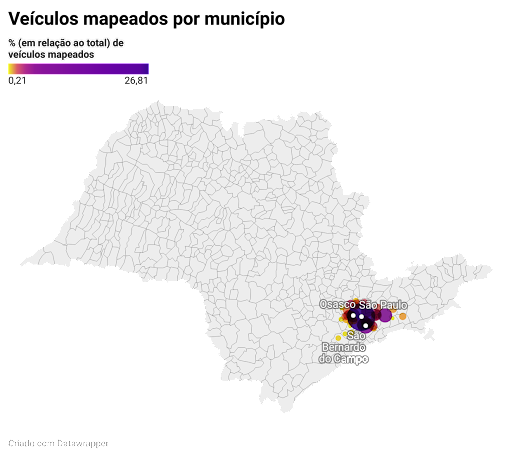 Veículos mapeados por município
% (em relação ao total) de
veículos mapeados
0,21 26,81
Osasco São Paulo
São
Bernardo
do Campo
Criado com Datawrapper